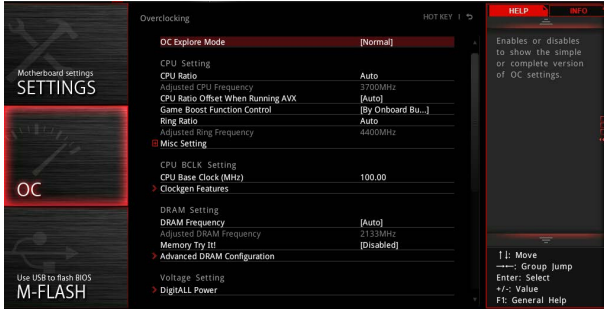 Overclocking
HOT KEY | ⮌
HELP
INFO
Motherboard settings
SETTINGS
OC
Use USB to flash BIOS
M-FLASH
OC Explore Mode [Normal]
CPU Setting
CPU Ratio Auto
Adjusted CPU Frequency 3700MHz
CPU Ratio Offset When Running AVX [Auto]
Game Boost Function Control [By Onboard Bu...]
Ring Ratio Auto
Adjusted Ring Frequency 4400MHz
Misc Setting
CPU BCLK Setting
CPU Base Clock (MHz) 100.00
Clockgen Features
DRAM Setting
DRAM Frequency [Auto]
Adjusted DRAM Frequency 2133MHz
Memory Try It! [Disabled]
Advanced DRAM Configuration
Voltage Setting
DigitALL Power
Enables or disables
to show the simple
or complete version
of OC settings.
↑↓: Move
→←: Group Jump
Enter: Select
+/-: Value
F1: General Help